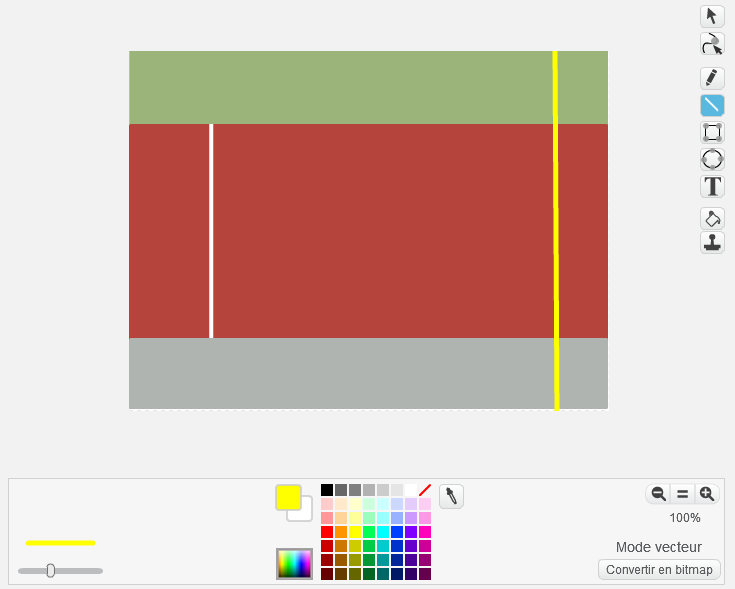 T
100%
Mode vecteur
Convertir en bitmap